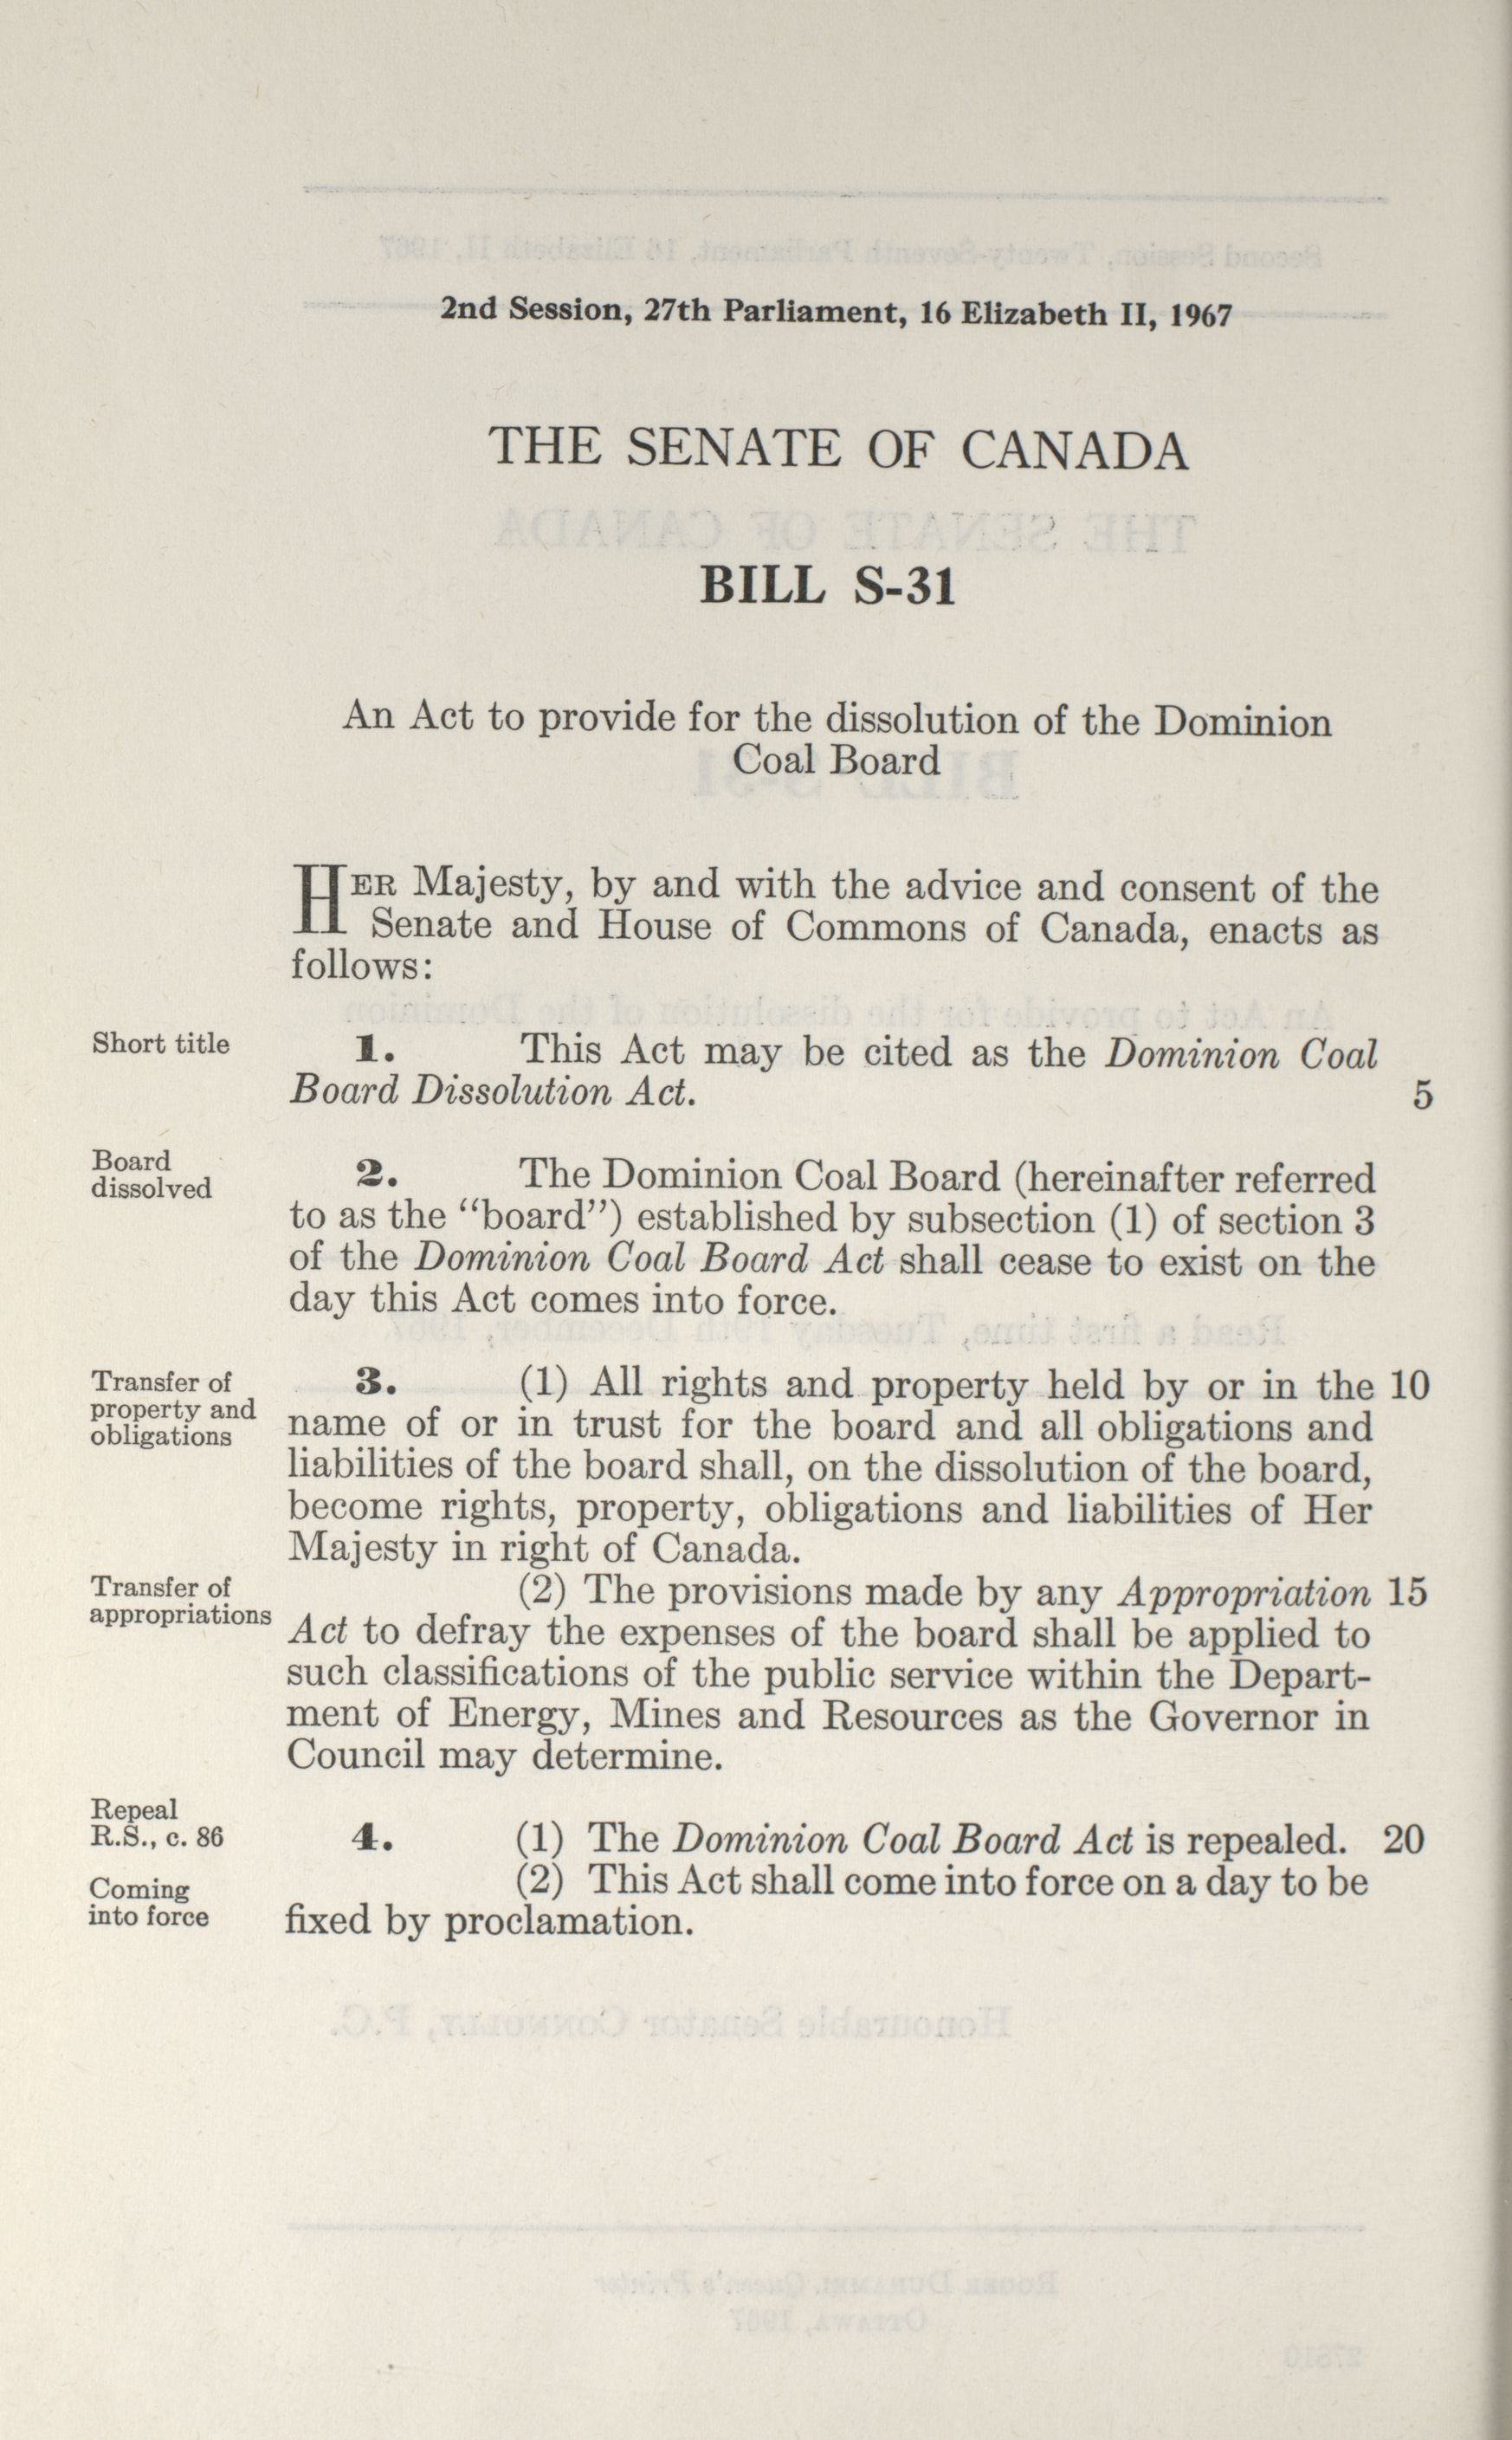 2nd Session, 27th Parliament, 16 Elizabeth II, 1967
THE SENATE OF CANADA
BILL S-31
An Act to provide for the dissolution of the Dominion
Coal Board
HER Majesty, by and with the advice and consent of the
Senate and House of Commons of Canada, enacts as
follows:
Short title
1. This Act may be cited as the Dominion Coal
Board Dissolution Act. 5
Board
dissolved
2. The Dominion Coal Board (hereinafter referred
to as the “board”) established by subsection (1) of section 3
of the Dominion Coal Board Act shall cease to exist on the
day this Act comes into force.
Transfer of
property and
obligations
3. (1) All rights and property held by or in the 10
name of or in trust for the board and all obligations and
liabilities of the board shall, on the dissolution of the board,
become rights, property, obligations and liabilities of Her
Majesty in right of Canada.
Transfer of
appropriations
(2) The provisions made by any Appropriation 15
Act to defray the expenses of the board shall be applied to
such classifications of the public service within the Depart-
ment of Energy, Mines and Resources as the Governor in
Council may determine.
Repeal
R.S., c. 86
4. (1) The Dominion Coal Board Act is repealed. 20
Coming
into force
(2) This Act shall come into force on a day to be
fixed by proclamation.